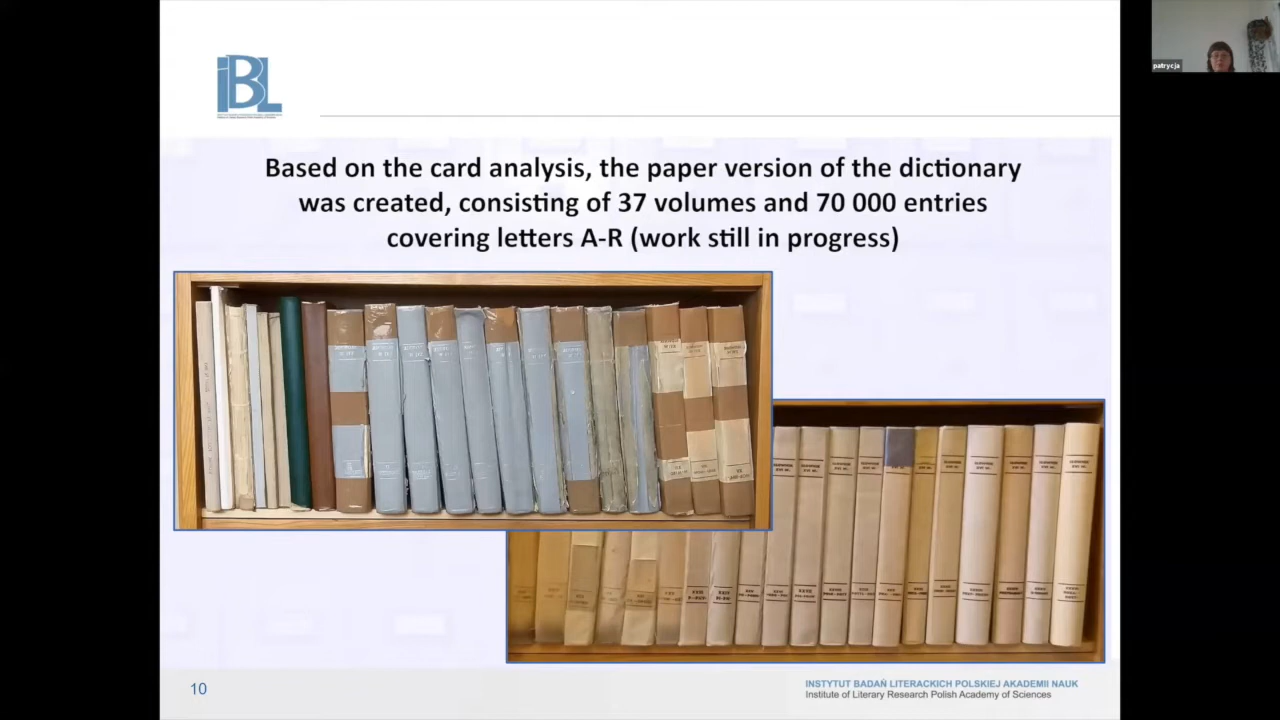 patrycja
iBL
Based on the card analysis, the paper version of the dictionary
was created, consisting of 37 volumes and 70 000 entries
covering letters A-R (work still in progress)
10
INSTYTUT BADAŃ LITERACKICH POLSKIEJ AKADEMII NAUK
Institute of Literary Research Polish Academy of Sciences